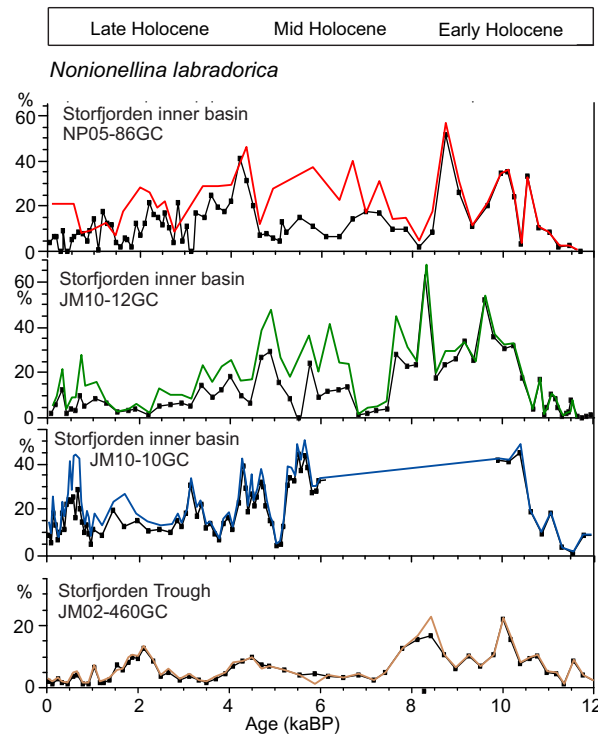 Late Holocene Mid Holocene Early Holocene
Nonionellina labradorica
%
60
40
20
0
Storfjorden inner basin
NP05-86GC
60
%
40
20
0
Storfjorden inner basin
JM10-12GC
%
40
20
0
Storfjorden inner basin
JM10-10GC
%
20
0
Storfjorden Trough
JM02-460GC
0 2 4 6 8 10 12
Age (kaBP)